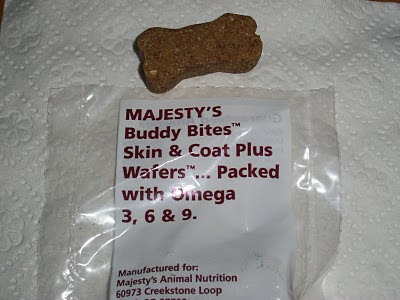 MAJESTY'S
Buddy Bites™
Skin & Coat Plus
Wafers™... Packed
with Omega
3, 6 & 9.
Manufactured for:
Majesty's Animal Nutrition
60973 Creekstone Loop